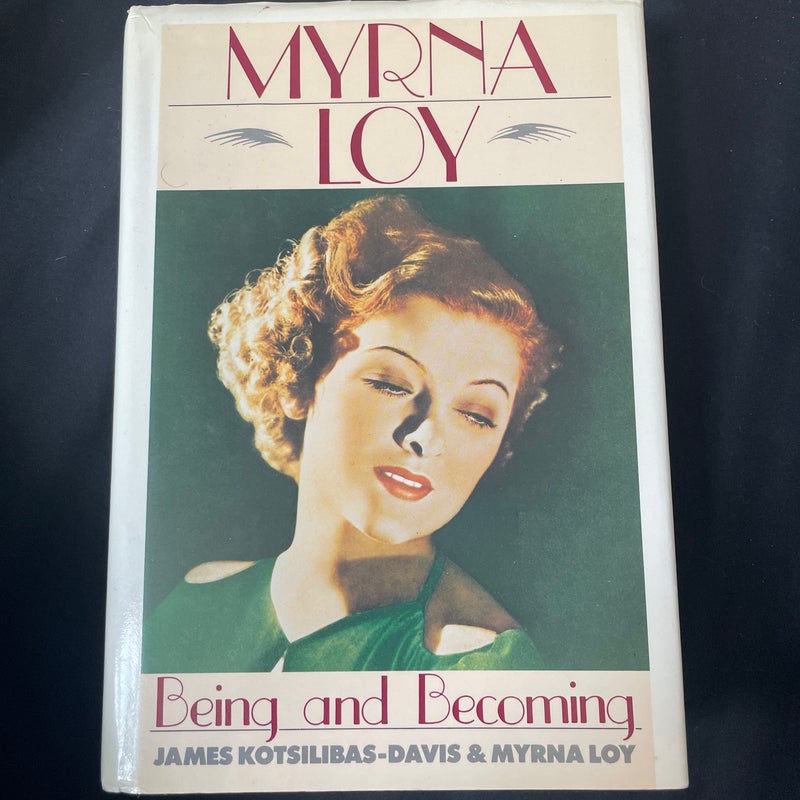 MYRNA
LOY
Being and Becoming
JAMES KOTSILIBAS-DAVIS & MYRNA LOY